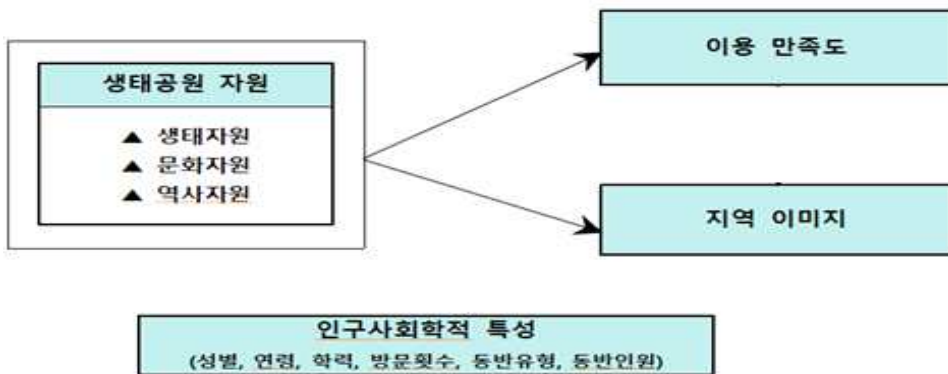 생태공원 자원
▲ 생태자원
▲ 문화자원
▲ 역사자원
이용 만족도
지역 이미지
인구사회학적 특성
(성별, 연령, 학력, 방문횟수, 동반유형, 동반인원)